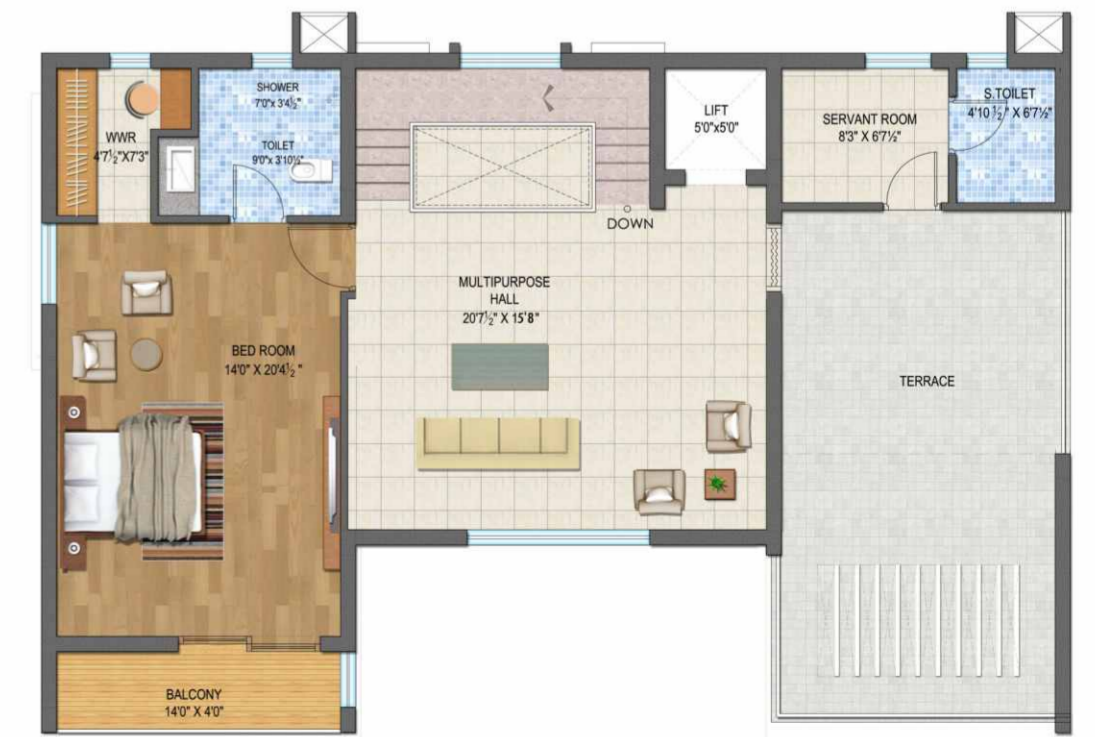 SHOWER
7'0"x 3'4½"
WWR
4'7½"X7'3"
TOILET
9'0"x 3'10½"
LIFT
5'0"x5'0"
SERVANT ROOM
8'3" X 6'7½"
S.TOILET
4'10 ½" X 6'7½"
DOWN
MULTIPURPOSE
HALL
20'7½" X 15'8"
BED ROOM
14'0" X 20'4½"
TERRACE
BALCONY
14'0" X 4'0"